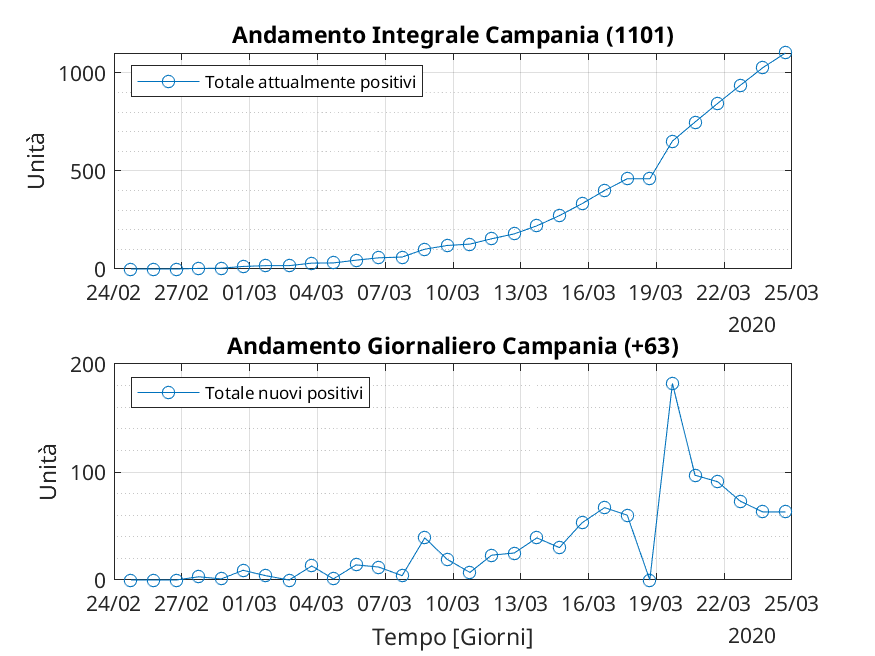 Andamento Integrale Campania (1101)
Totale attualmente positivi
1000
500
0
Unità
24/02 27/02 01/03 04/03 07/03 10/03 13/03 16/03 19/03 22/03 25/03
2020
Andamento Giornaliero Campania (+63)
Totale nuovi positivi
200
100
0
Unità
24/02 27/02 01/03 04/03 07/03 10/03 13/03 16/03 19/03 22/03 25/03
Tempo [Giorni]
2020